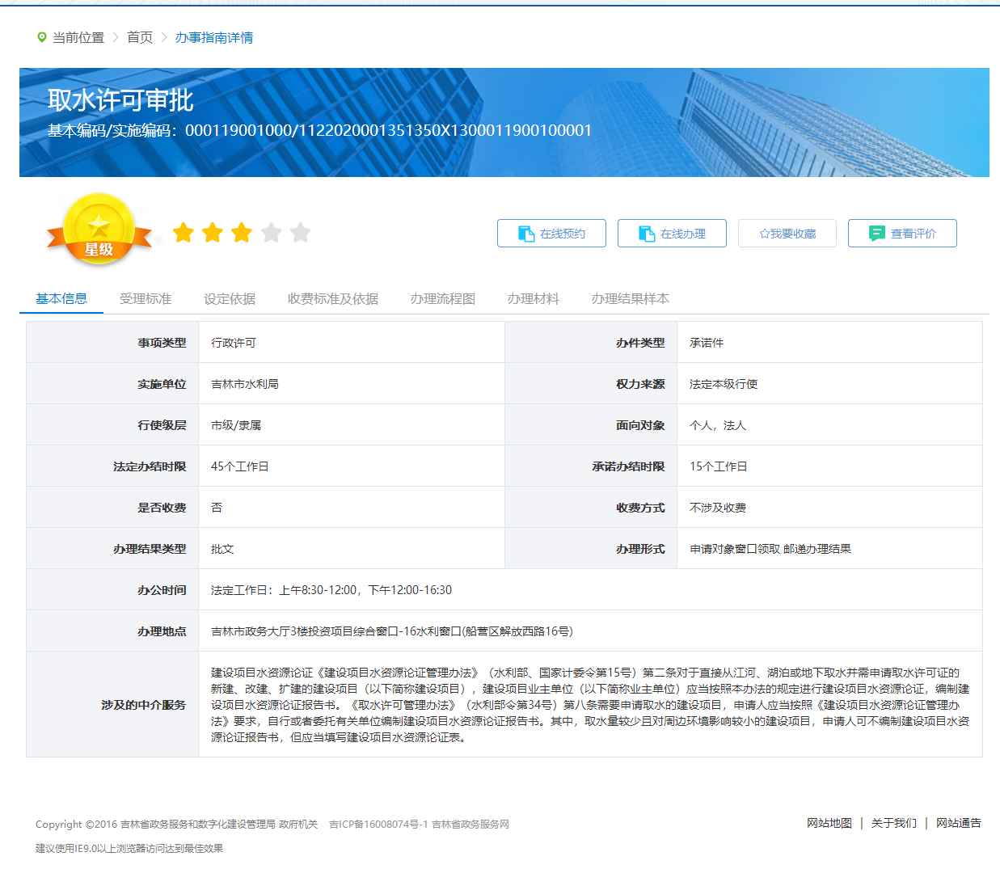 当前位置 > 首页 > 办事指南详情
取水许可审批
基本编码/实施编码：000119001000/1122020001351350X1300011900100001
星级
在线预约 在线办理 ☆我要收藏 查看评价
基本信息 受理标准 设定依据 收费标准及依据 办理流程图 办理材料 办理结果样本
事项类型 行政许可 办件类型 承诺件
实施单位 吉林市水利局 权力来源 法定本级行使
行使级层 市级/隶属 面向对象 个人，法人
法定办结时限 45个工作日 承诺办结时限 15个工作日
是否收费 否 收费方式 不涉及收费
办理结果类型 批文 办理形式 申请对象窗口领取 邮递办理结果
办公时间 法定工作日：上午8:30-12:00，下午12:00-16:30
办理地点 吉林市政务大厅3楼投资项目综合窗口-16水利窗口(船营区解放西路16号)
涉及的中介服务
建设项目水资源论证《建设项目水资源论证管理办法》（水利部、国家计委令第15号）第二条对于直接从江河、湖泊或地下取水并需申请取水许可证的
新建、改建、扩建的建设项目（以下简称建设项目），建设项目业主单位（以下简称业主单位）应当按照本办法的规定进行建设项目水资源论证，编制建
设项目水资源论证报告书。《取水许可管理办法》（水利部令第34号）第八条需要申请取水的建设项目，申请人应当按照《建设项目水资源论证管理办
法》要求，自行或者委托有关单位编制建设项目水资源论证报告书。其中，取水量较少且对周边环境影响较小的建设项目，申请人可不编制建设项目水资
源论证报告书，但应当填写建设项目水资源论证表。
Copyright ©2016 吉林省政务服务和数字化建设管理局 政府机关 吉ICP备16008074号-1 吉林省政务服务网
网站地图 | 关于我们 | 网站通告
建议使用IE9.0以上浏览器访问达到最佳效果